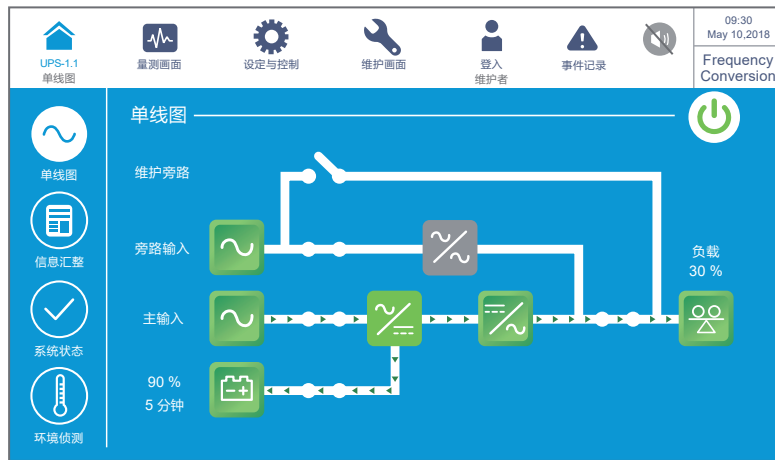 09:30
May 10,2018
UPS-1.1
单线图
量测画面
设定与控制
维护画面
登入
维护者
事件记录
Frequency
Conversion
单线图
单线图
信息汇整
系统状态
环境侦测
维护旁路
旁路输入
主输入
90 %
5 分钟
负载
30 %